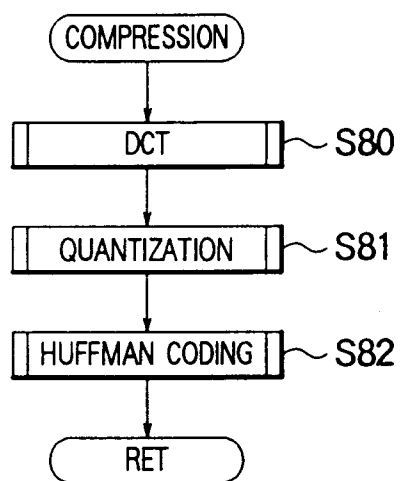 COMPRESSION
DCT S80
QUANTIZATION S81
HUFFMAN CODING S82
RET